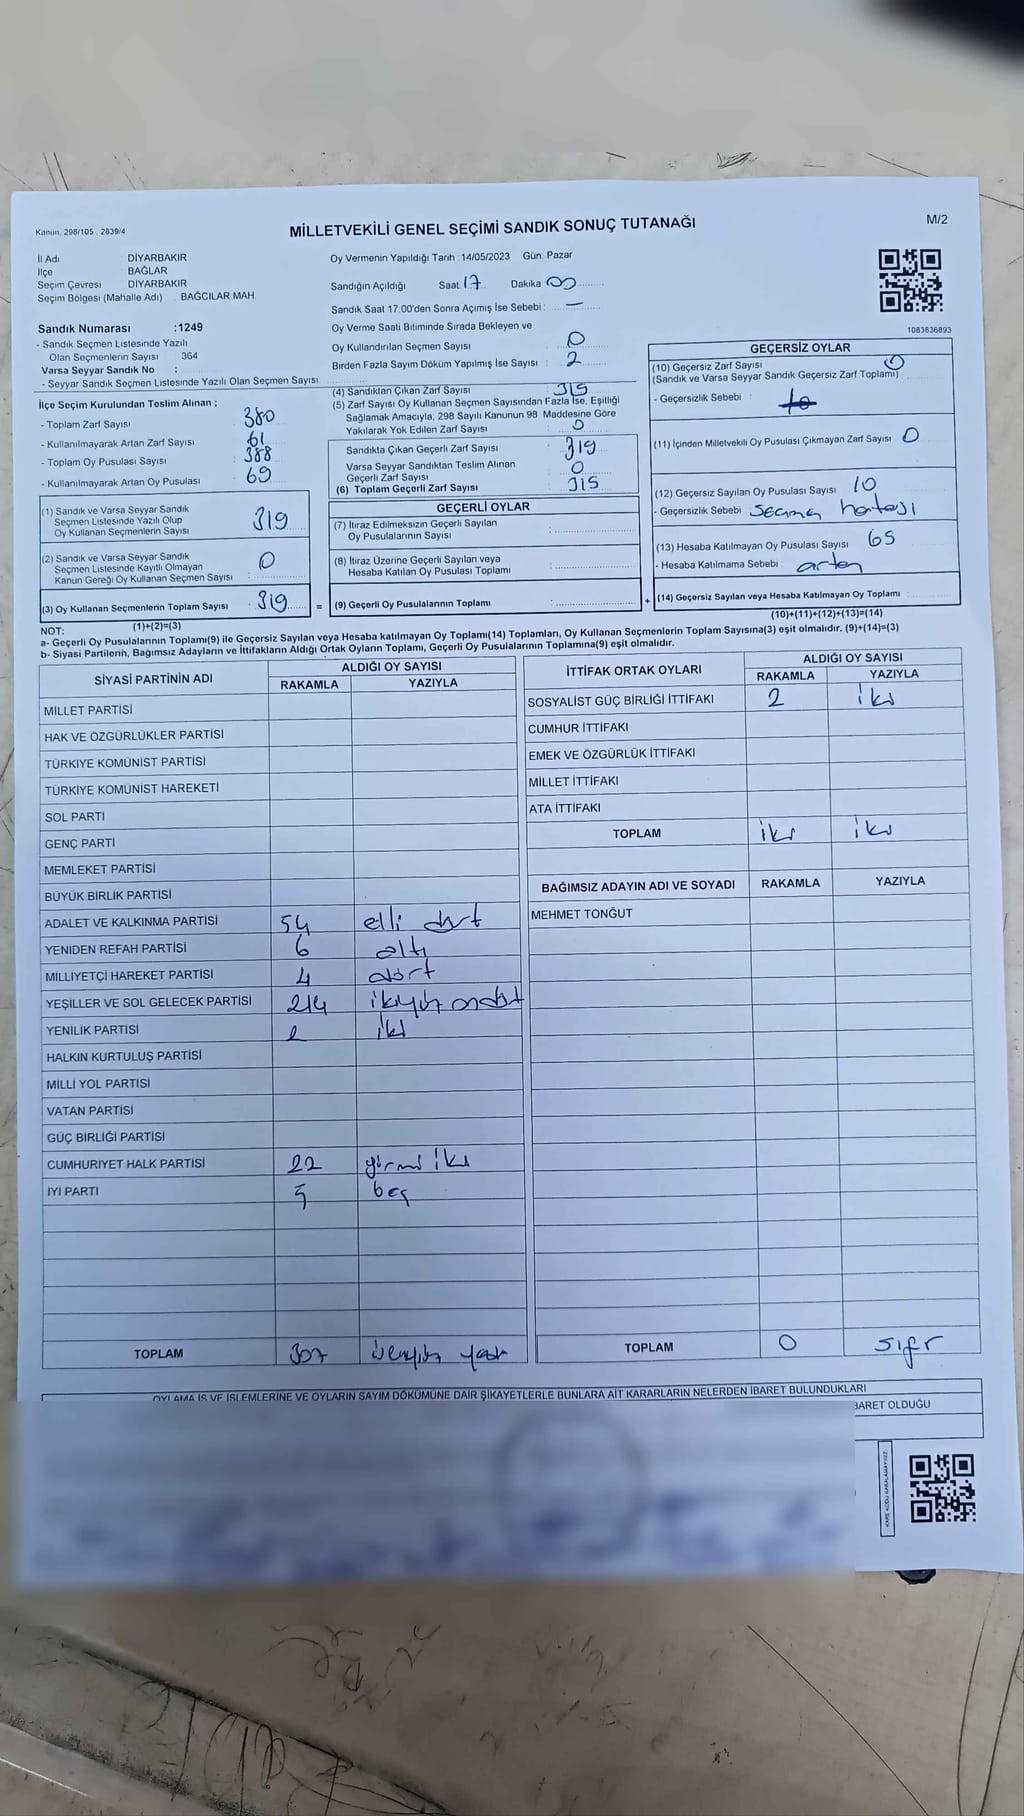 Kanun. 298/105 , 2839/4
MİLLETVEKİLİ GENEL SEÇİMİ SANDIK SONUÇ TUTANAĞI
M/2
İl Adı : DİYARBAKIR
İlçe : BAĞLAR
Seçim Çevresi : DİYARBAKIR
Seçim Bölgesi (Mahalle Adı) : BAĞCILAR MAH
Sandık Numarası :1249
- Sandık Seçmen Listesinde Yazılı
Olan Seçmenlerin Sayısı : 364
Varsa Seyyar Sandık No :
- Seyyar Sandık Seçmen Listesinde Yazılı Olan Seçmen Sayısı:
Oy Vermenin Yapıldığı Tarih :14/05/2023 Gün: Pazar
Sandığın Açıldığı Saat 17 Dakika 00
Sandık Saat 17:00'den Sonra Açımış İse Sebebi : —
Oy Verme Saati Bitiminde Sırada Bekleyen ve
Oy Kullandırılan Seçmen Sayısı : 0
Birden Fazla Sayım Döküm Yapılmış İse Sayısı : 2
1083836893
İlçe Seçim Kurulundan Teslim Alınan ;
- Toplam Zarf Sayısı : 380
- Kullanılmayarak Artan Zarf Sayısı : 61
- Toplam Oy Pusulası Sayısı : 388
- Kullanılmayarak Artan Oy Pusulası : 69
(4) Sandıktan Çıkan Zarf Sayısı : 319
(5) Zarf Sayısı Oy Kullanan Seçmen Sayısından Fazla İse, Eşitliği
Sağlamak Amacıyla, 298 Sayılı Kanunun 98. Maddesine Göre
Yakılarak Yok Edilen Zarf Sayısı : 0
Sandıkta Çıkan Geçerli Zarf Sayısı : 319
Varsa Seyyar Sandıktan Teslim Alınan
Geçerli Zarf Sayısı : 0
(6) Toplam Geçerli Zarf Sayısı : 319
GEÇERSİZ OYLAR
(10) Geçersiz Zarf Sayısı : 0
(Sandık ve Varsa Seyyar Sandık Geçersiz Zarf Toplamı)
- Geçersizlik Sebebi :
(11) İçinden Milletvekili Oy Pusulası Çıkmayan Zarf Sayısı : 0
(12) Geçersiz Sayılan Oy Pusulası Sayısı : 10
- Geçersizlik Sebebi : Seçme hatası
(13) Hesaba Katılmayan Oy Pusulası Sayısı : 65
- Hesaba Katılmama Sebebi : artan
(14) Geçersiz Sayılan veya Hesaba Katılmayan Oy Toplamı :
(10)+(11)+(12)+(13)=(14)
(1) Sandık ve Varsa Seyyar Sandık
Seçmen Listesinde Yazılı Olup
Oy Kullanan Seçmenlerin Sayısı : 319
(2) Sandık ve Varsa Seyyar Sandık
Seçmen Listesinde Kayıtlı Olmayan
Kanun Gereği Oy Kullanan Seçmen Sayısı : 0
(3) Oy Kullanan Seçmenlerin Toplam Sayısı : 319 =
(1)+(2)=(3)
GEÇERLİ OYLAR
(7) İtiraz Edilmeksizin Geçerli Sayılan
Oy Pusulalarının Sayısı :
(8) İtiraz Üzerine Geçerli Sayılan veya
Hesaba Katılan Oy Pusulası Toplamı :
(9) Geçerli Oy Pusulalarının Toplamı : +
NOT:
a- Geçerli Oy Pusulalarının Toplamı(9) ile Geçersiz Sayılan veya Hesaba katılmayan Oy Toplamı(14) Toplamları, Oy Kullanan Seçmenlerin Toplam Sayısına(3) eşit olmalıdır. (9)+(14)=(3)
b- Siyasi Partilerin, Bağımsız Adayların ve İttifakların Aldığı Ortak Oyların Toplamı, Geçerli Oy Pusulalarının Toplamına(9) eşit olmalıdır.
SİYASİ PARTİNİN ADI ALDIĞI OY SAYISI
RAKAMLA YAZIYLA
MİLLET PARTİSİ
HAK VE ÖZGÜRLÜKLER PARTİSİ
TÜRKİYE KOMÜNİST PARTİSİ
TÜRKİYE KOMÜNİST HAREKETİ
SOL PARTİ
GENÇ PARTİ
MEMLEKET PARTİSİ
BÜYÜK BİRLİK PARTİSİ
ADALET VE KALKINMA PARTİSİ 54 elli dört
YENİDEN REFAH PARTİSİ 6 altı
MİLLİYETÇİ HAREKET PARTİSİ 4 dört
YEŞİLLER VE SOL GELECEK PARTİSİ 214 ikiyüz ondört
YENİLİK PARTİSİ 2 iki
HALKIN KURTULUŞ PARTİSİ
MİLLİ YOL PARTİSİ
VATAN PARTİSİ
GÜÇ BİRLİĞİ PARTİSİ
CUMHURİYET HALK PARTİSİ 22 yirmi iki
İYİ PARTİ 5 beş
TOPLAM 307 üçyüz yedi
İTTİFAK ORTAK OYLARI ALDIĞI OY SAYISI
RAKAMLA YAZIYLA
SOSYALİST GÜÇ BİRLİĞİ İTTİFAKI 2 iki
CUMHUR İTTİFAKI
EMEK VE ÖZGÜRLÜK İTTİFAKI
MİLLET İTTİFAKI
ATA İTTİFAKI
TOPLAM iki iki
BAĞIMSIZ ADAYIN ADI VE SOYADI RAKAMLA YAZIYLA
MEHMET TONĞUT
TOPLAM 0 sıfır
OYLAMA İŞ VE İŞLEMLERİNE VE OYLARIN SAYIM DÖKÜMÜNE DAİR ŞİKAYETLERLE BUNLARA AİT KARARLARIN NELERDEN İBARET BULUNDUKLARI
BARET OLDUĞU